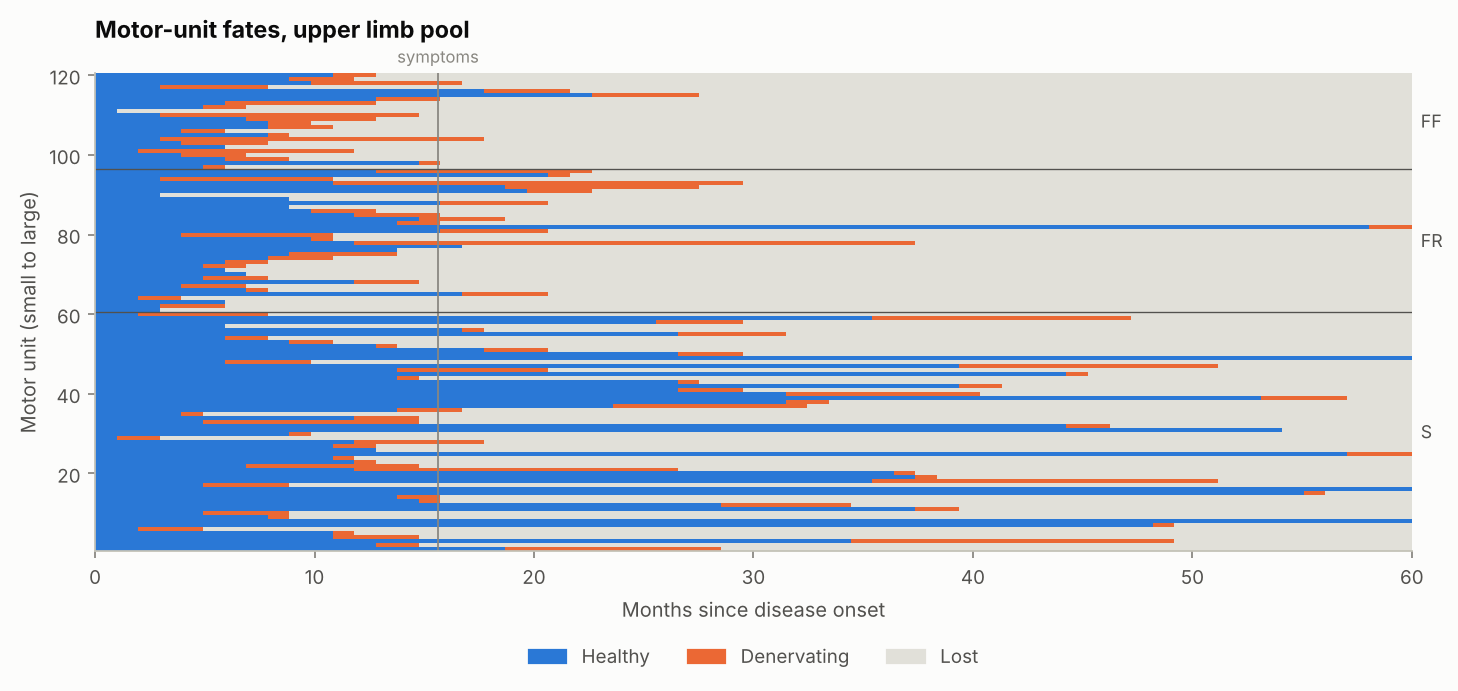 Motor-unit fates, upper limb pool
symptoms
120
100
80
60
40
20
Motor unit (small to large)
FF
FR
S
0 10 20 30 40 50 60
Months since disease onset
Healthy Denervating Lost